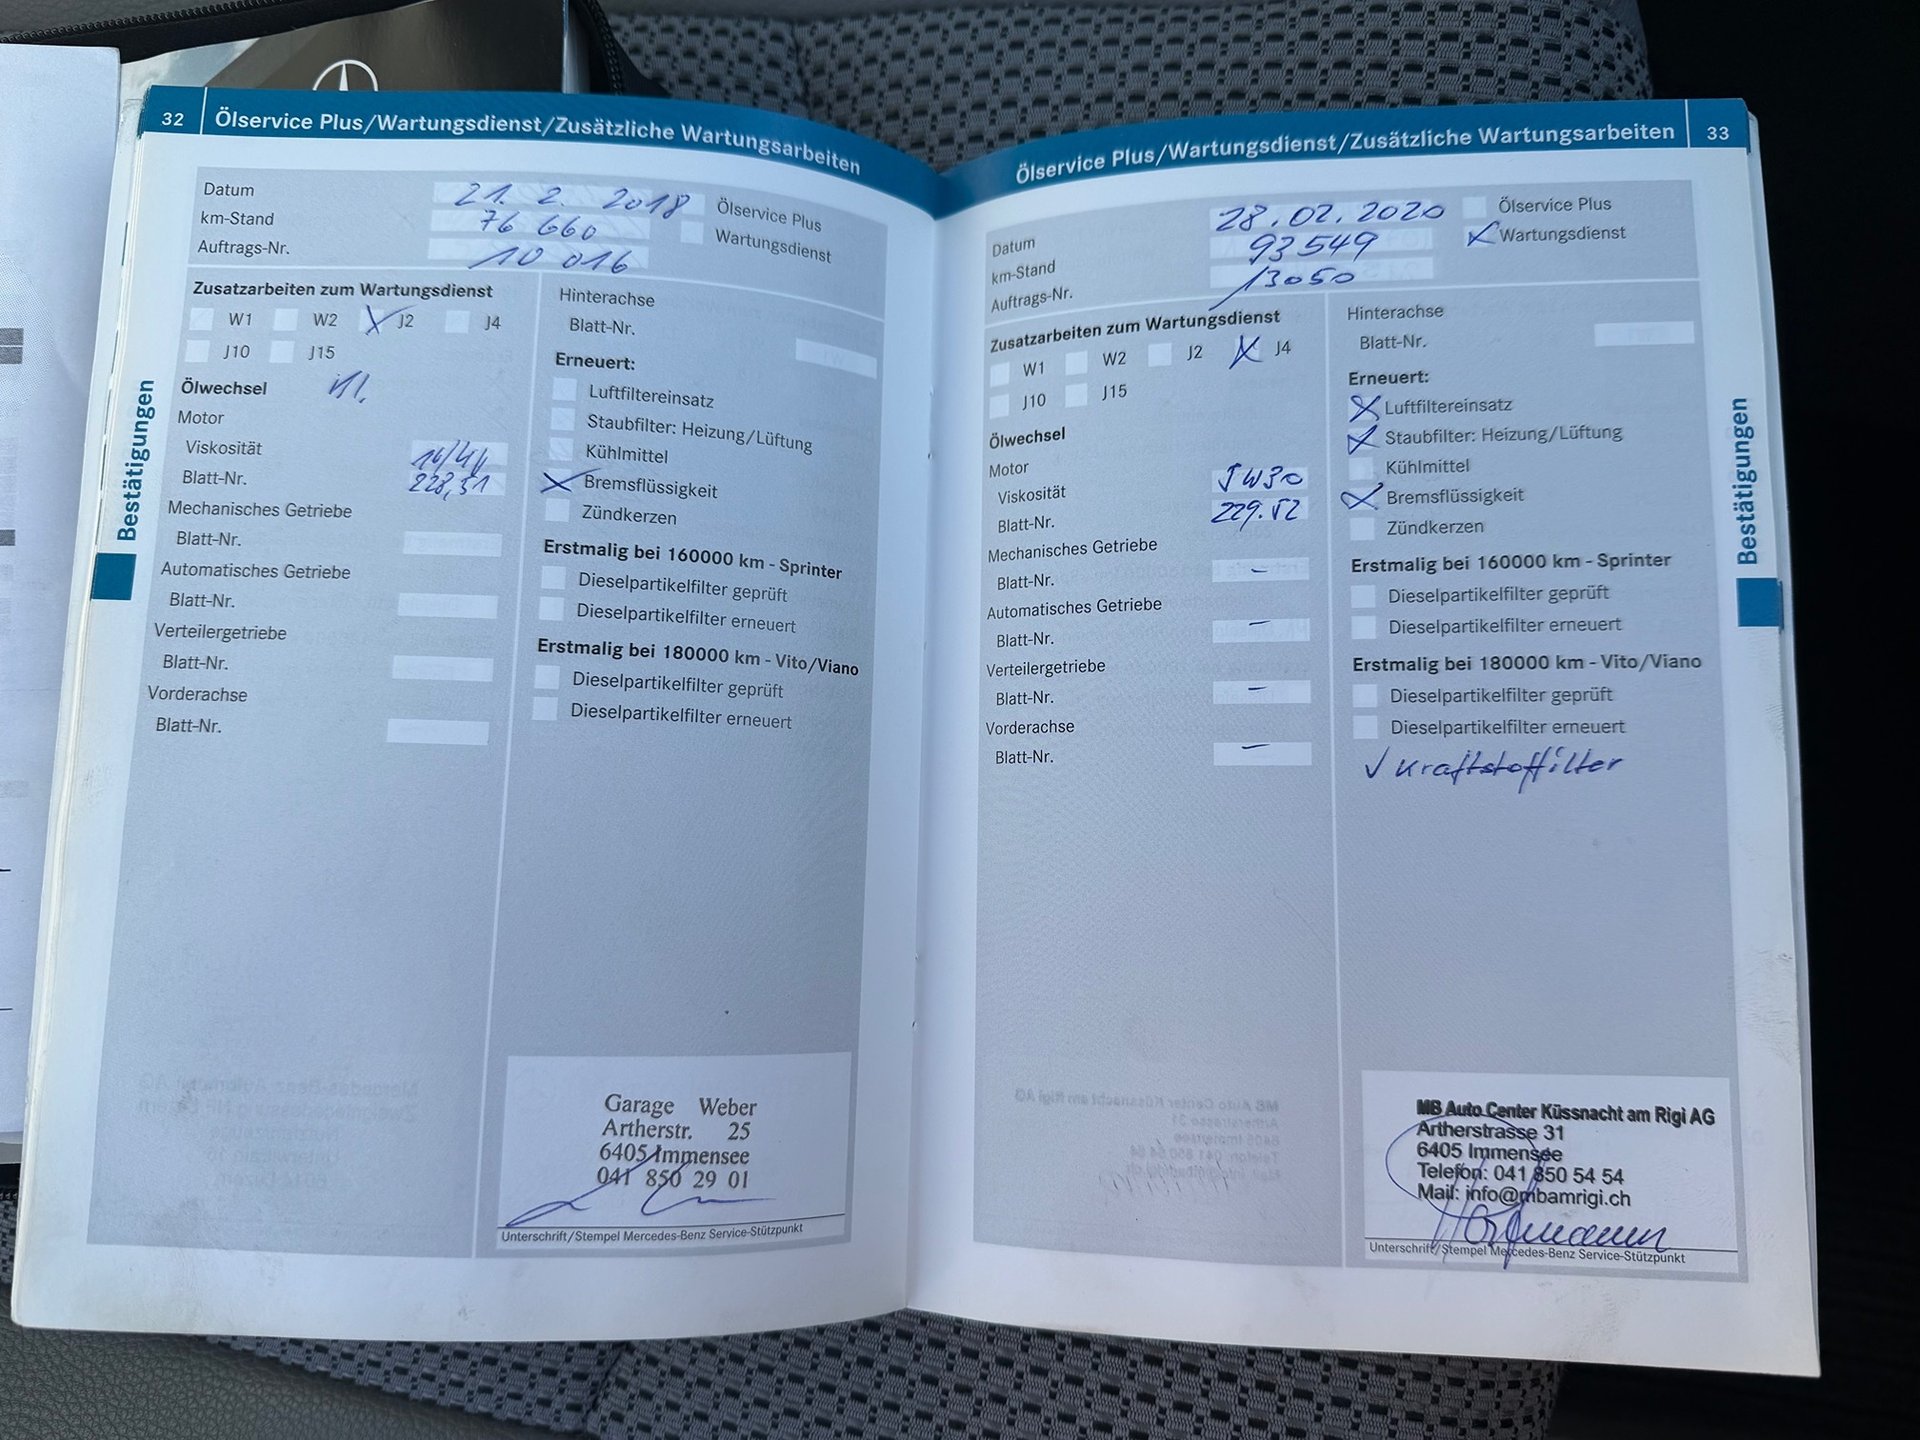 32 Ölservice Plus/Wartungsdienst/Zusätzliche Wartungsarbeiten
Datum 21. 2. 2018 Ölservice Plus
km-Stand 76 660 Wartungsdienst
Auftrags-Nr. 10 016
Zusatzarbeiten zum Wartungsdienst
W1 W2 J2 J4
J10 J15
Ölwechsel
Motor
Viskosität
Blatt-Nr. 228,51
Mechanisches Getriebe
Blatt-Nr.
Automatisches Getriebe
Blatt-Nr.
Verteilergetriebe
Blatt-Nr.
Vorderachse
Blatt-Nr.
Hinterachse
Blatt-Nr.
Erneuert:
Luftfiltereinsatz
Staubfilter: Heizung/Lüftung
Kühlmittel
Bremsflüssigkeit
Zündkerzen
Erstmalig bei 160000 km - Sprinter
Dieselpartikelfilter geprüft
Dieselpartikelfilter erneuert
Erstmalig bei 180000 km - Vito/Viano
Dieselpartikelfilter geprüft
Dieselpartikelfilter erneuert
Garage Weber
Artherstr. 25
6405 Immensee
041 850 29 01
Unterschrift/Stempel Mercedes-Benz Service-Stützpunkt
Bestätigungen
Ölservice Plus/Wartungsdienst/Zusätzliche Wartungsarbeiten 33
Datum 28.02.2020 Ölservice Plus
km-Stand 93549 Wartungsdienst
Auftrags-Nr. 13050
Zusatzarbeiten zum Wartungsdienst
W1 W2 J2 J4
J10 J15
Ölwechsel
Motor
Viskosität 5W30
Blatt-Nr. 229.52
Mechanisches Getriebe
Blatt-Nr. –
Automatisches Getriebe
Blatt-Nr. –
Verteilergetriebe
Blatt-Nr. –
Vorderachse
Blatt-Nr. –
Hinterachse
Blatt-Nr.
Erneuert:
Luftfiltereinsatz
Staubfilter: Heizung/Lüftung
Kühlmittel
Bremsflüssigkeit
Zündkerzen
Erstmalig bei 160000 km - Sprinter
Dieselpartikelfilter geprüft
Dieselpartikelfilter erneuert
Erstmalig bei 180000 km - Vito/Viano
Dieselpartikelfilter geprüft
Dieselpartikelfilter erneuert
✓ Kraftstoffilter
MB Auto Center Küssnacht am Rigi AG
Artherstrasse 31
6405 Immensee
Telefon: 041 850 54 54
Mail: info@mbamrigi.ch
Unterschrift/Stempel Mercedes-Benz Service-Stützpunkt
Bestätigungen